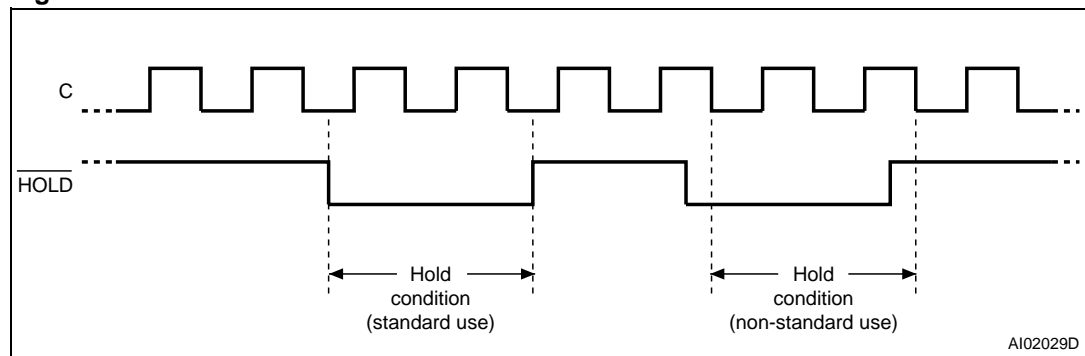 C
HOLD
Hold
condition
(standard use)
Hold
condition
(non-standard use)
AI02029D